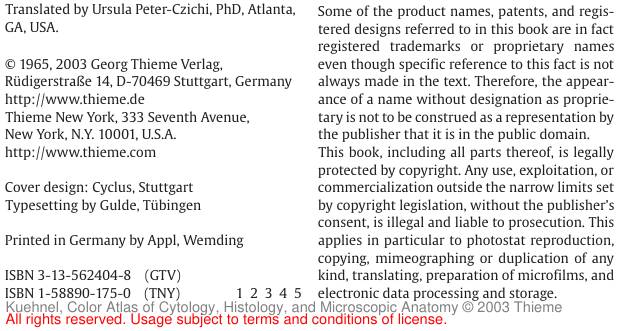 Translated by Ursula Peter-Czichi, PhD, Atlanta,
GA, USA.
© 1965, 2003 Georg Thieme Verlag,
Rüdigerstraße 14, D-70469 Stuttgart, Germany
http://www.thieme.de
Thieme New York, 333 Seventh Avenue,
New York, N.Y. 10001, U.S.A.
http://www.thieme.com
Cover design: Cyclus, Stuttgart
Typesetting by Gulde, Tübingen
Printed in Germany by Appl, Wemding
ISBN 3-13-562404-8 (GTV)
ISBN 1-58890-175-0 (TNY) 1 2 3 4 5
Some of the product names, patents, and regis-
tered designs referred to in this book are in fact
registered trademarks or proprietary names
even though specific reference to this fact is not
always made in the text. Therefore, the appear-
ance of a name without designation as proprie-
tary is not to be construed as a representation by
the publisher that it is in the public domain.
This book, including all parts thereof, is legally
protected by copyright. Any use, exploitation, or
commercialization outside the narrow limits set
by copyright legislation, without the publisher's
consent, is illegal and liable to prosecution. This
applies in particular to photostat reproduction,
copying, mimeographing or duplication of any
kind, translating, preparation of microfilms, and
electronic data processing and storage.
Kuehnel, Color Atlas of Cytology, Histology, and Microscopic Anatomy © 2003 Thieme
All rights reserved. Usage subject to terms and conditions of license.